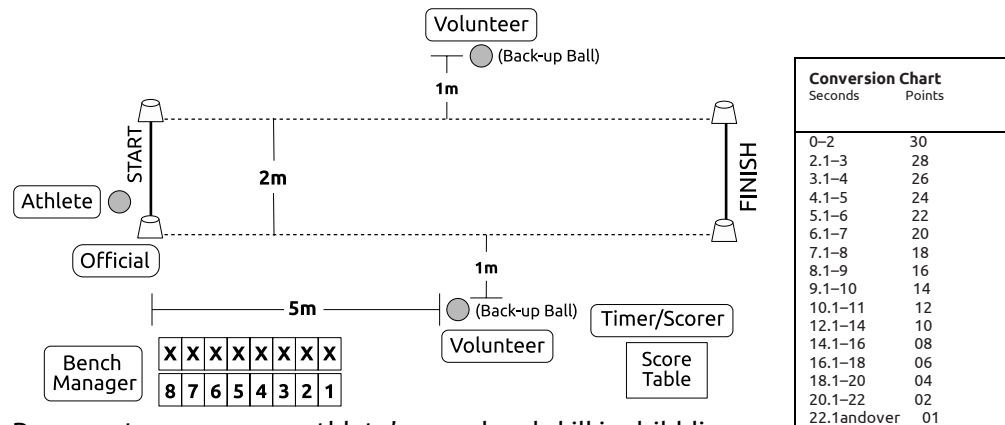 Volunteer
(Back-up Ball)
1m
START
2m
FINISH
Athlete
Official
1m
5m
(Back-up Ball)
Volunteer
Timer/Scorer
Score
Table
Bench
Manager
X X X X X X X X
8 7 6 5 4 3 2 1
Conversion Chart
Seconds Points
0–2 30
2.1–3 28
3.1–4 26
4.1–5 24
5.1–6 22
6.1–7 20
7.1–8 18
8.1–9 16
9.1–10 14
10.1–11 12
12.1–14 10
14.1–16 08
16.1–18 06
18.1–20 04
20.1–22 02
22.1andover 01